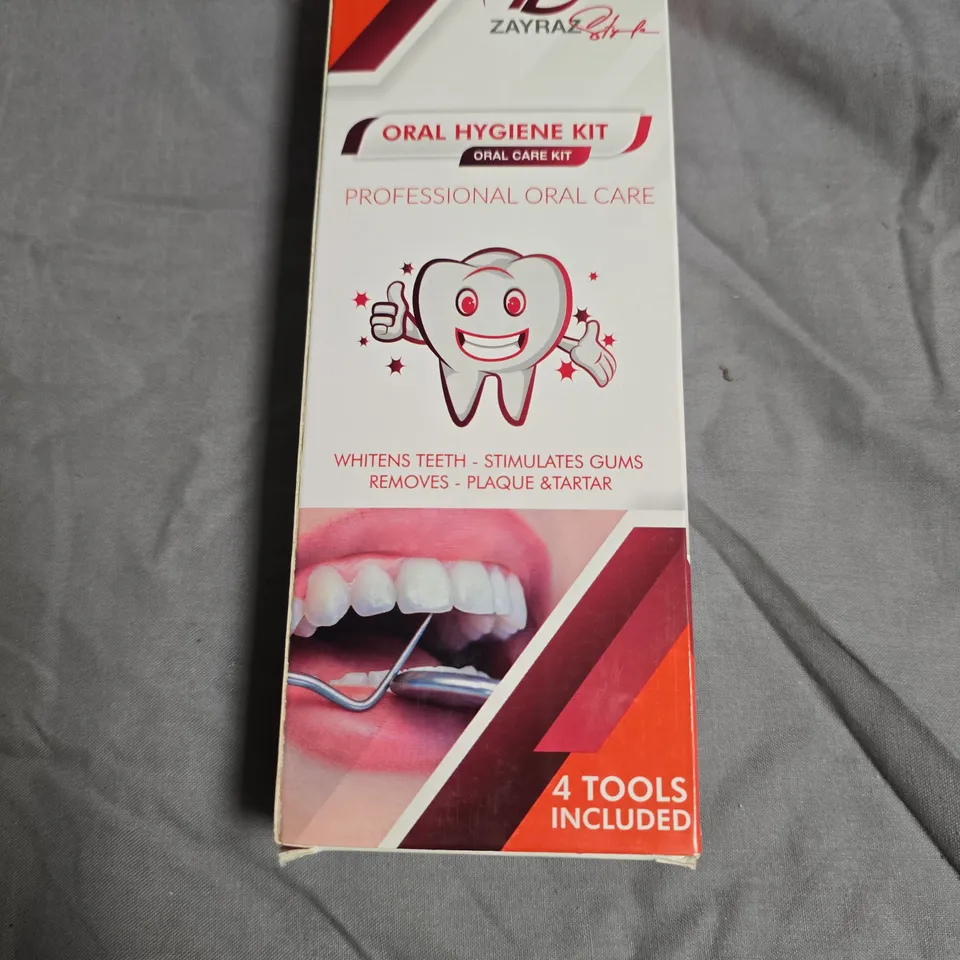 ZAYRAZ Style
ORAL HYGIENE KIT
ORAL CARE KIT
PROFESSIONAL ORAL CARE
WHITENS TEETH - STIMULATES GUMS
REMOVES - PLAQUE &TARTAR
4 TOOLS
INCLUDED